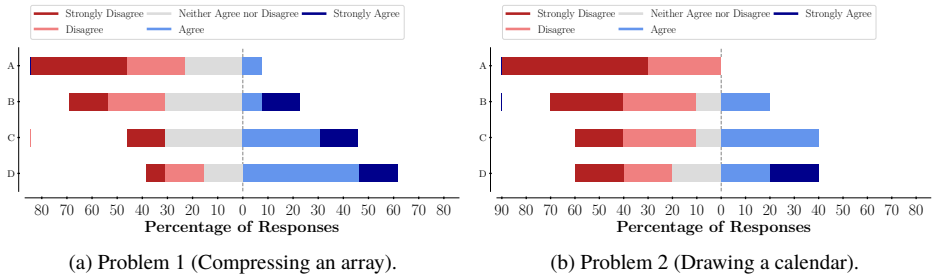 Strongly Disagree Neither Agree nor Disagree Strongly Agree
Disagree Agree
A
B
C
D
80 70 60 50 40 30 20 10 0 10 20 30 40 50 60 70 80
Percentage of Responses
(a) Problem 1 (Compressing an array).
Strongly Disagree Neither Agree nor Disagree Strongly Agree
Disagree Agree
A
B
C
D
90 80 70 60 50 40 30 20 10 0 10 20 30 40 50 60 70 80
Percentage of Responses
(b) Problem 2 (Drawing a calendar).